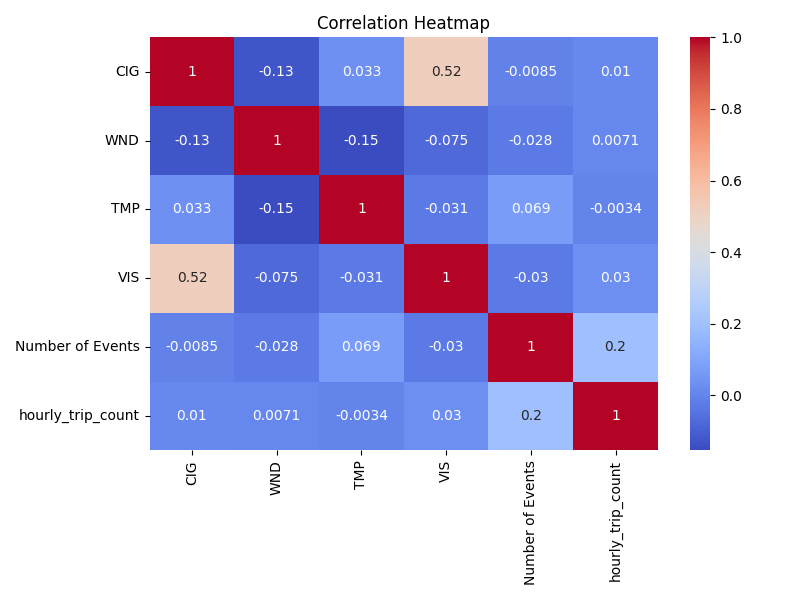 Correlation Heatmap
CIG 1 -0.13 0.033 0.52 -0.0085 0.01
WND -0.13 1 -0.15 -0.075 -0.028 0.0071
TMP 0.033 -0.15 1 -0.031 0.069 -0.0034
VIS 0.52 -0.075 -0.031 1 -0.03 0.03
Number of Events -0.0085 -0.028 0.069 -0.03 1 0.2
hourly_trip_count 0.01 0.0071 -0.0034 0.03 0.2 1
CIG
WND
TMP
VIS
Number of Events
hourly_trip_count
1.0
0.8
0.6
0.4
0.2
0.0